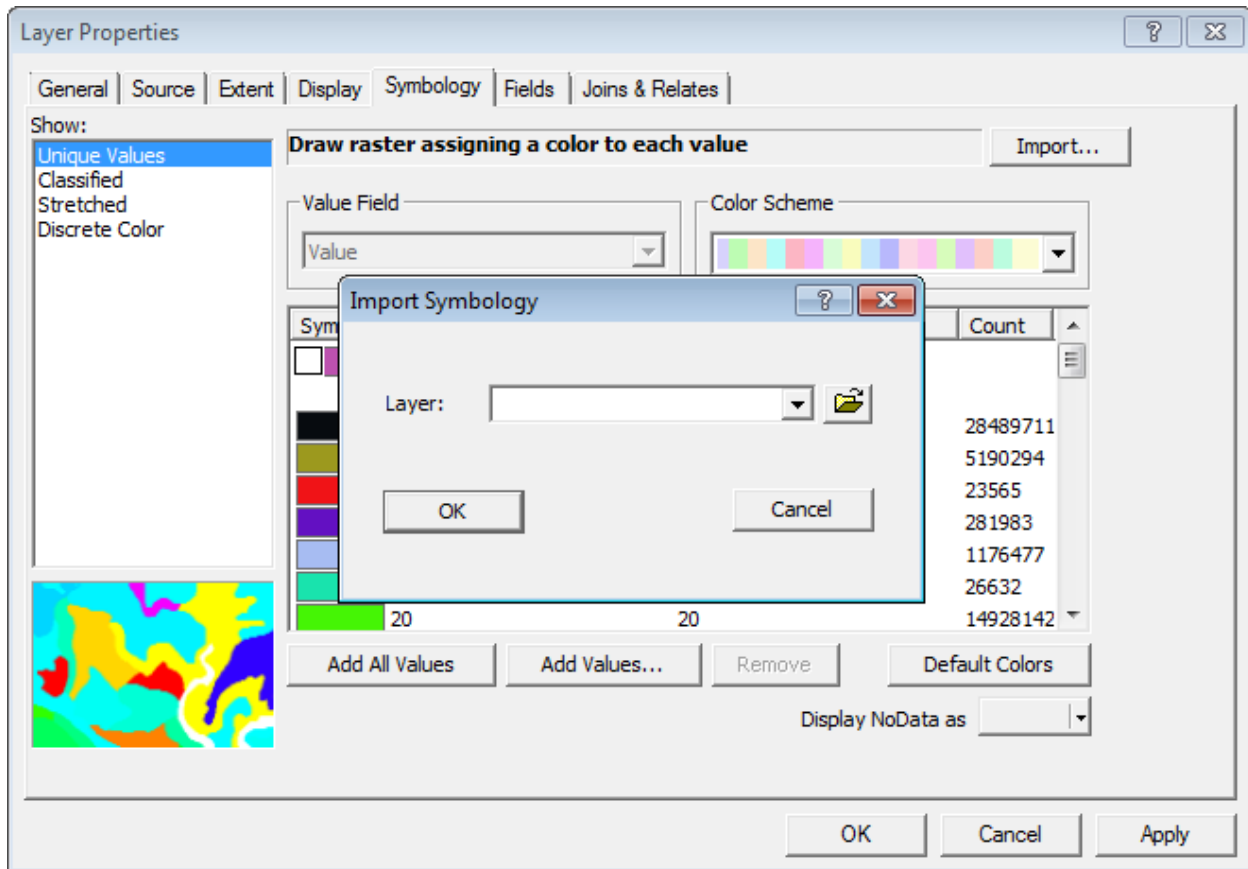 Layer Properties
General Source Extent Display Symbology Fields Joins & Relates
Show:
Unique Values
Classified
Stretched
Discrete Color
Draw raster assigning a color to each value
Import...
Value Field
Value
Color Scheme
Import Symbology
Layer:
OK
Cancel
Count
28489711
5190294
23565
281983
1176477
26632
20 20 14928142
Add All Values
Add Values...
Remove
Default Colors
Display NoData as
OK
Cancel
Apply